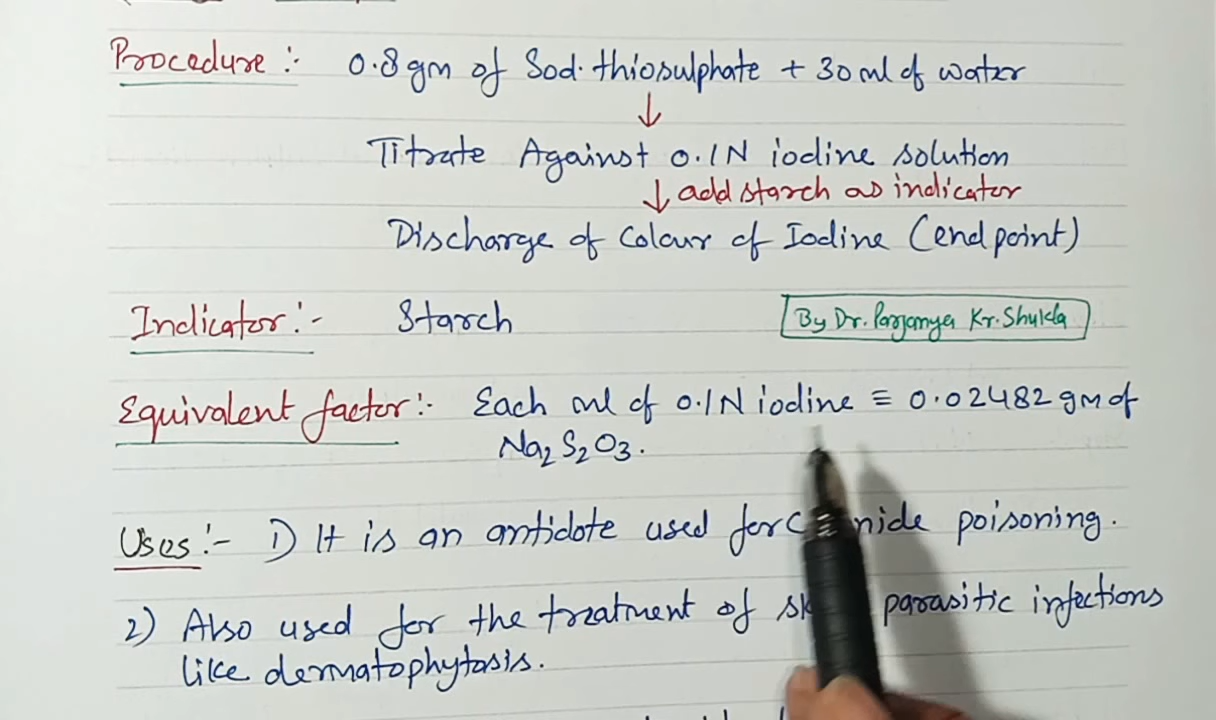 Procedure :- 0.8gm of Sod. thiosulphate + 30 ml of water
↓
Titrate Against 0.1N iodine solution
↓ add starch as indicator
Discharge of Colour of Iodine (end point)
Indicator :- Starch
By Dr. Parjanya Kr. Shukla
Equivalent factor :- Each ml of 0.1N iodine ≡ 0.02482 gm of
Na₂S₂O₃.
Uses :- 1) It is an antidote used for poisoning.
2) Also used for the treatment of parasitic infections
like dermatophytosis.